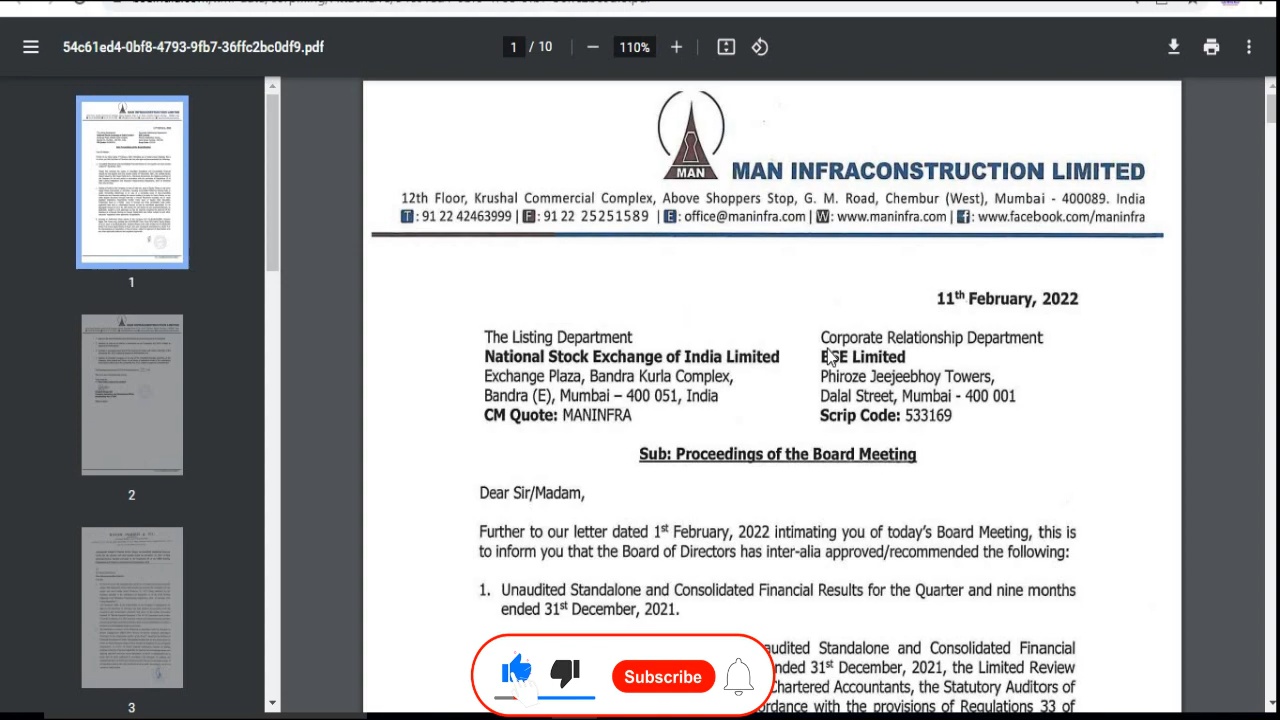 54c61ed4-0bf8-4793-9fb7-36ffc2bc0df9.pdf
1 / 10
110%
MAN
MAN INFRACONSTRUCTION LIMITED
12th Floor, Krushal Commercial Complex, Above Shoppers Stop, G. M. Road, Chembur (West), Mumbai - 400089. India
T: 91 22 42463999 | F: 91 22 25251589 | E: office@maninfra.com | W: www.maninfra.com | f: www.facebook.com/maninfra
11th February, 2022
The Listing Department
National Stock Exchange of India Limited
Exchange Plaza, Bandra Kurla Complex,
Bandra (E), Mumbai – 400 051, India
CM Quote: MANINFRA
Corporate Relationship Department
BSE Limited
Phiroze Jeejeebhoy Towers,
Dalal Street, Mumbai - 400 001
Scrip Code: 533169
Sub: Proceedings of the Board Meeting
Dear Sir/Madam,
Further to our letter dated 1st February, 2022 intimating you of today's Board Meeting, this is
to inform you that the Board of Directors has inter-alia approved/recommended the following:
1. Unaudited Standalone and Consolidated Financial Results for the Quarter and nine months
ended 31st December, 2021.
Standalone and Consolidated Financial
31st December, 2021, the Limited Review
Chartered Accountants, the Statutory Auditors of
with the provisions of Regulations 33 of
Subscribe
1
2
3